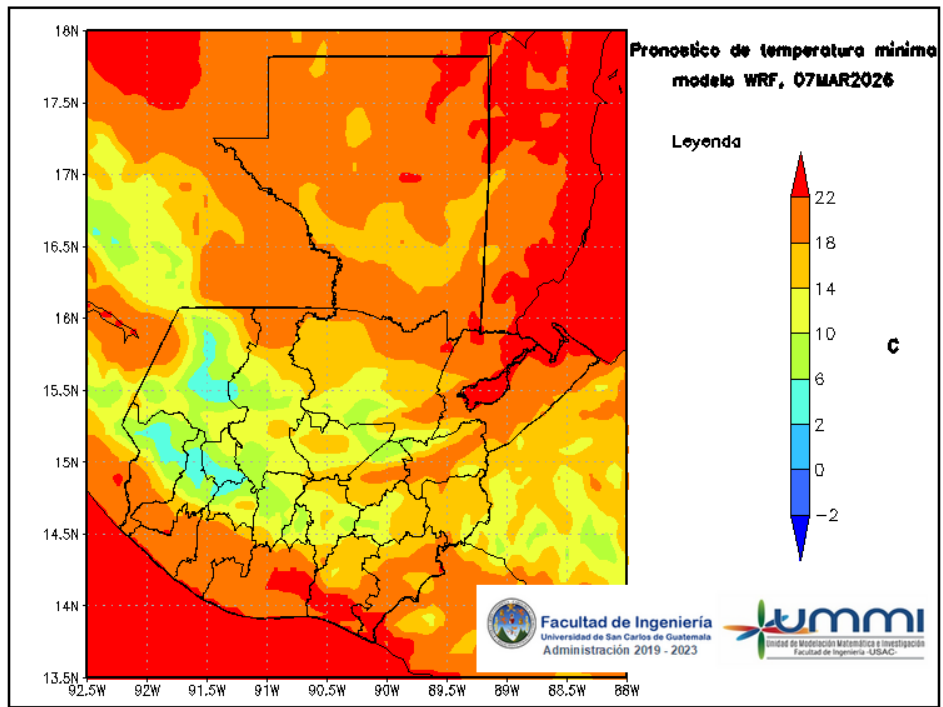 Pronostico de temperatura minima
modelo WRF, 07MAR2026
Leyenda
22
18
14
10
6
2
0
−2
C
18N
17.5N
17N
16.5N
16N
15.5N
15N
14.5N
14N
13.5N
92.5W
92W
91.5W
91W
90.5W
90W
89.5W
89W
88.5W
88W
Facultad de Ingeniería
Universidad de San Carlos de Guatemala
Administración 2019 - 2023
ummi
Unidad de Modelación Matemática e Investigación
Facultad de Ingeniería -USAC-